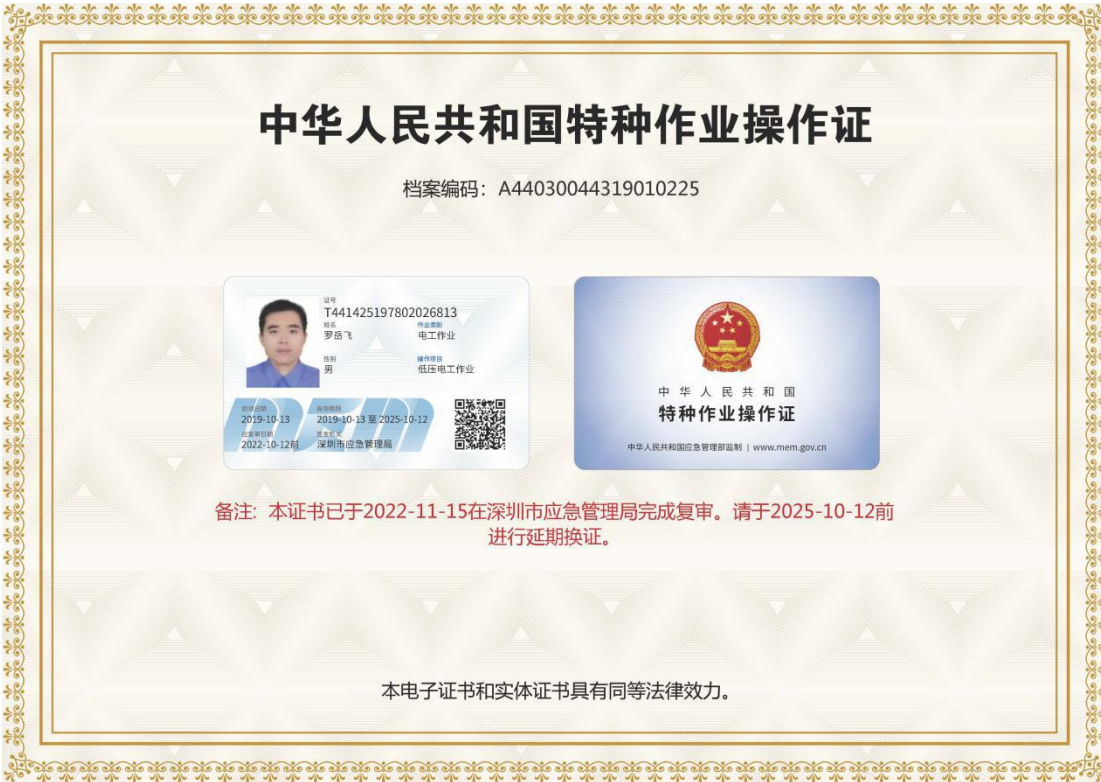 中华人民共和国特种作业操作证
档案编码：A44030044319010225
证号
T441425197802026813
姓名 作业类别
罗岳飞 电工作业
性别 操作项目
男 低压电工作业
初领日期 有效期限
2019-10-13 2019-10-13 至 2025-10-12
应复审日期 签发机关
2022-10-12前 深圳市应急管理局
中华人民共和国
特种作业操作证
中华人民共和国应急管理部监制 | www.mem.gov.cn
备注: 本证书已于2022-11-15在深圳市应急管理局完成复审。请于2025-10-12前
进行延期换证。
本电子证书和实体证书具有同等法律效力。